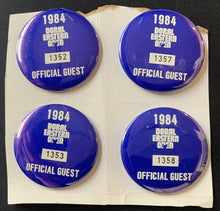 1984
DORAL
EASTERN
OPEN
1352
OFFICIAL GUEST
1984
DORAL
EASTERN
OPEN
1357
OFFICIAL GUEST
1984
DORAL
EASTERN
OPEN
1353
OFFICIAL GUEST
1984
DORAL
EASTERN
OPEN
1358
OFFICIAL GUEST